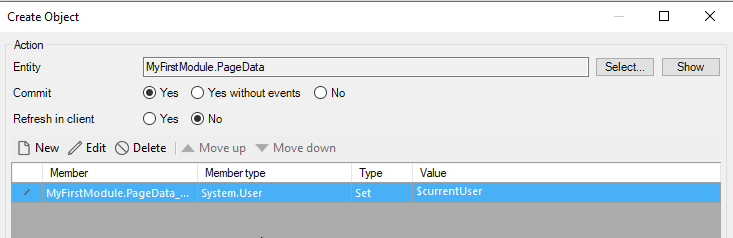 Create Object
Action
Entity MyFirstModule.PageData Select... Show
Commit Yes Yes without events No
Refresh in client Yes No
New Edit Delete Move up Move down
Member Member type Type Value
MyFirstModule.PageData_... System.User Set $currentUser